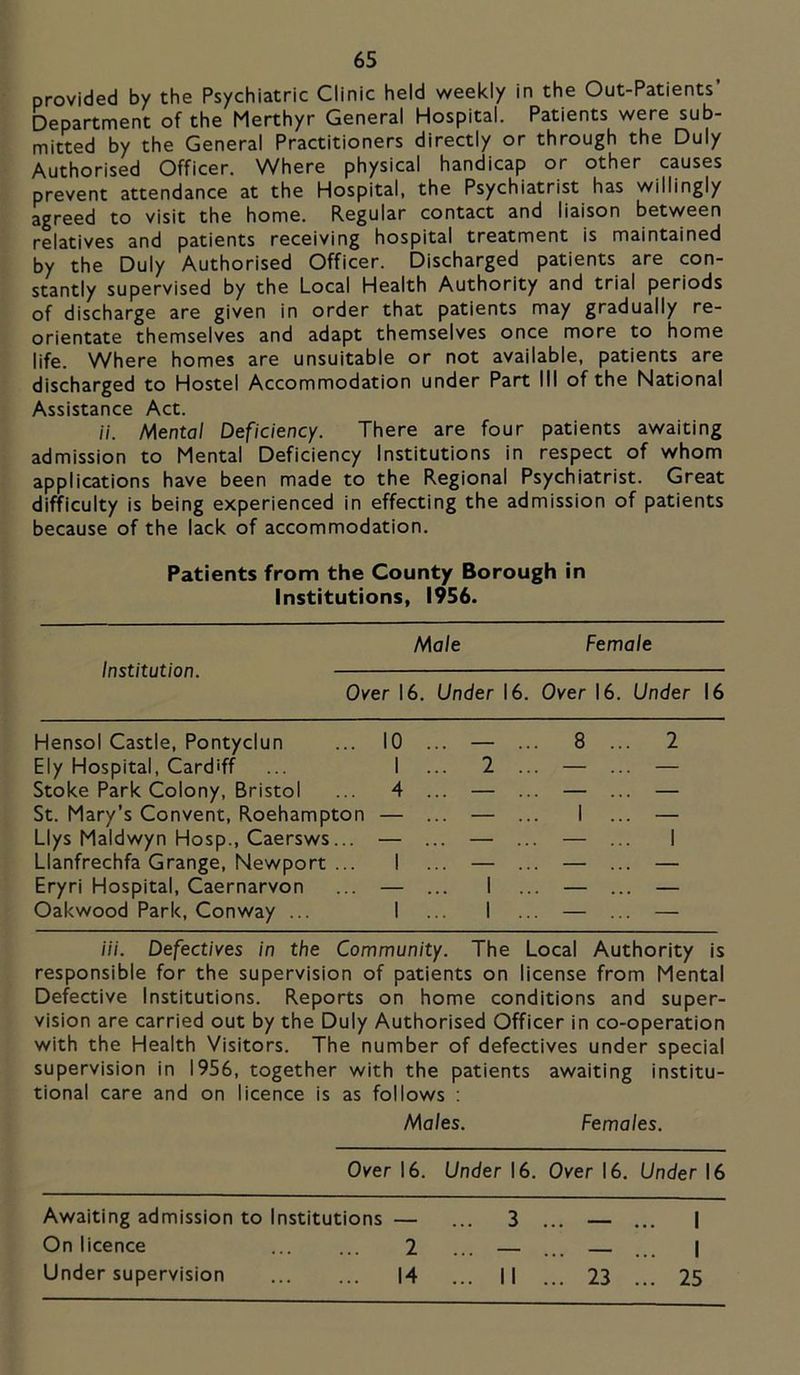 65
provided by the Psychiatric Clinic held weekly in the Out-Patients'
Department of the Merthyr General Hospital. Patients were sub-
mitted by the General Practitioners directly or through the Duly
Authorised Officer. Where physical handicap or other causes
prevent attendance at the Hospital, the Psychiatrist has willingly
agreed to visit the home. Regular contact and liaison between
relatives and patients receiving hospital treatment is maintained
by the Duly Authorised Officer. Discharged patients are con-
stantly supervised by the Local Health Authority and trial periods
of discharge are given in order that patients may gradually re-
orientate themselves and adapt themselves once more to home
life. Where homes are unsuitable or not available, patients are
discharged to Hostel Accommodation under Part III of the National
Assistance Act.
ii. Mental Deficiency. There are four patients awaiting
admission to Mental Deficiency Institutions in respect of whom
applications have been made to the Regional Psychiatrist. Great
difficulty is being experienced in effecting the admission of patients
because of the lack of accommodation.
Patients from the County Borough in
Institutions, 1956.
Male Female
Institution.
Over 16. Under 16. Over 16. Under 16
Hensol Castle, Pontyclun ... 10 ... — ... 8 ... 2
Ely Hospital, Cardiff ... 1 ... 2 ... — ... —
Stoke Park Colony, Bristol ... 4 ... — ... — ... —
St. Mary's Convent, Roehampton — ... — ... 1 ... —
Llys Maldwyn Hosp., Caersws... — ... — ... — ... 1
Llanfrechfa Grange, Newport ... 1 ... — ... — ... —
Eryri Hospital, Caernarvon ... — ... 1 ... — ... —
Oakwood Park, Conway ... 1 ... 1 ... — ... —
iii. Defectives in the Community. The Local Authority is
responsible for the supervision of patients on license from Mental
Defective Institutions. Reports on home conditions and super-
vision are carried out by the Duly Authorised Officer in co-operation
with the Health Visitors. The number of defectives under special
supervision in 1956, together with the patients awaiting institu-
tional care and on licence is as follows :
Males. Females.
Over 16. Under 16. Over 16. Under 16
Awaiting admission to Institutions — ... 3 ... — ... 1
On licence ... ... 2 ... — ... — ... 1
Under supervision ... ... 14 ... 11 ... 23 ... 25